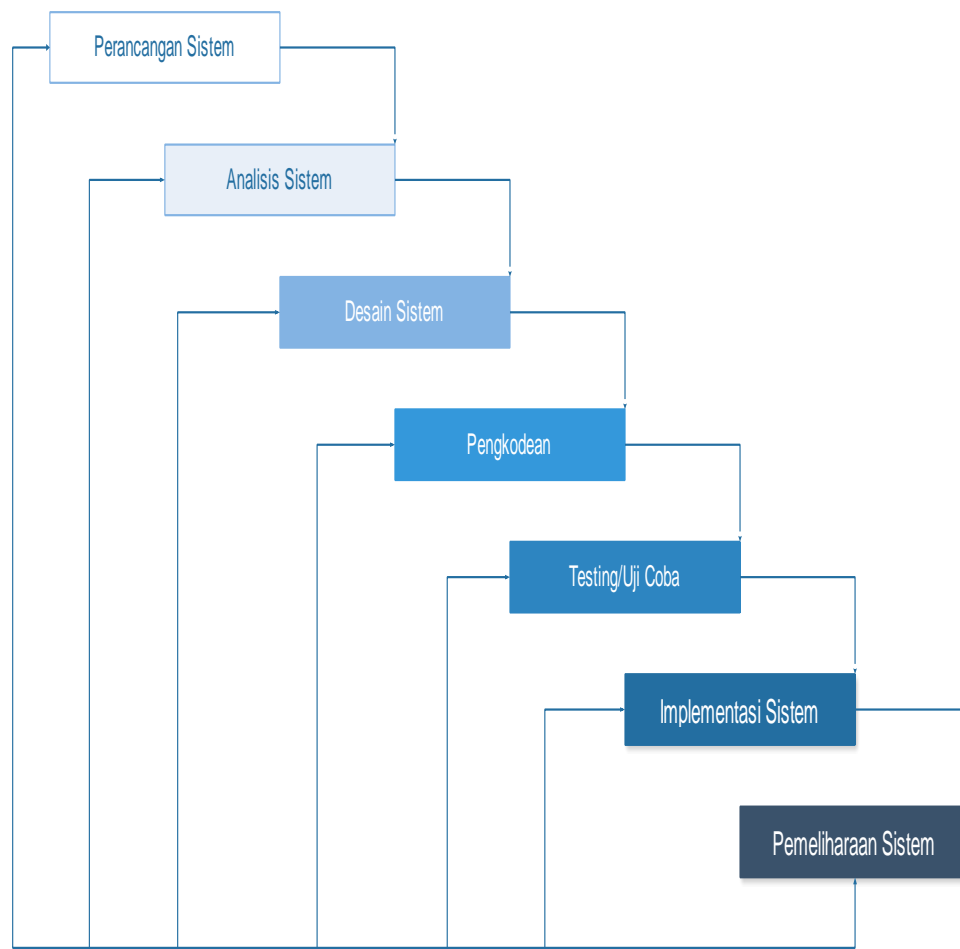 Perancangan Sistem
Analisis Sistem
Desain Sistem
Pengkodean
Testing/Uji Coba
Implementasi Sistem
Pemeliharaan Sistem